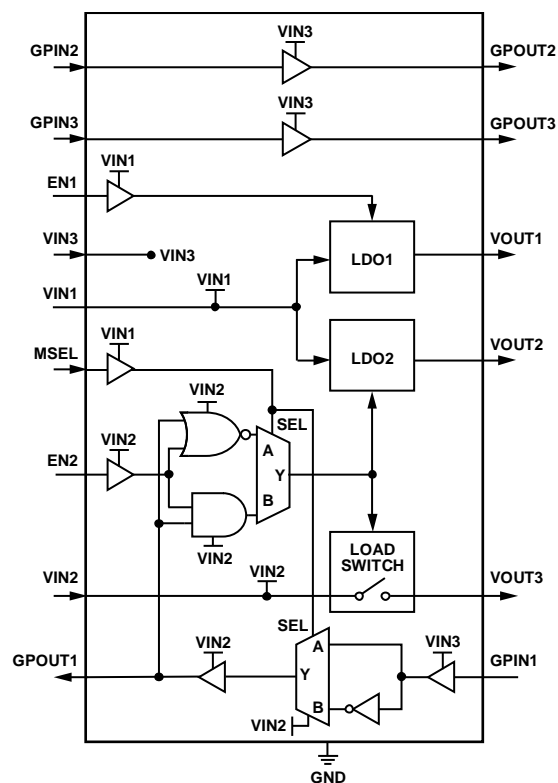 VIN3
GPIN2
GPOUT2
VIN3
GPIN3
GPOUT3
VIN1
EN1
VIN3
VIN3
LDO1
VOUT1
VIN1
VIN1
VIN1
MSEL
LDO2
VOUT2
VIN2
SEL
A
Y
B
VIN2
EN2
VIN2
LOAD
SWITCH
VIN2
VIN2
VOUT3
SEL
A
Y
B
VIN2
GPOUT1
VIN3
GPIN1
VIN2
GND